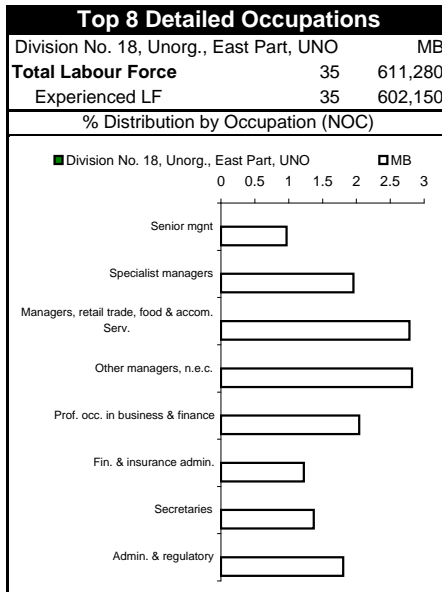 Top 8 Detailed Occupations
Division No. 18, Unorg., East Part, UNO MB
Total Labour Force 35 611,280
Experienced LF 35 602,150
% Distribution by Occupation (NOC)
Division No. 18, Unorg., East Part, UNO MB
0 0.5 1 1.5 2 2.5 3
Senior mgnt
Specialist managers
Managers, retail trade, food & accom.
Serv.
Other managers, n.e.c.
Prof. occ. in business & finance
Fin. & insurance admin.
Secretaries
Admin. & regulatory